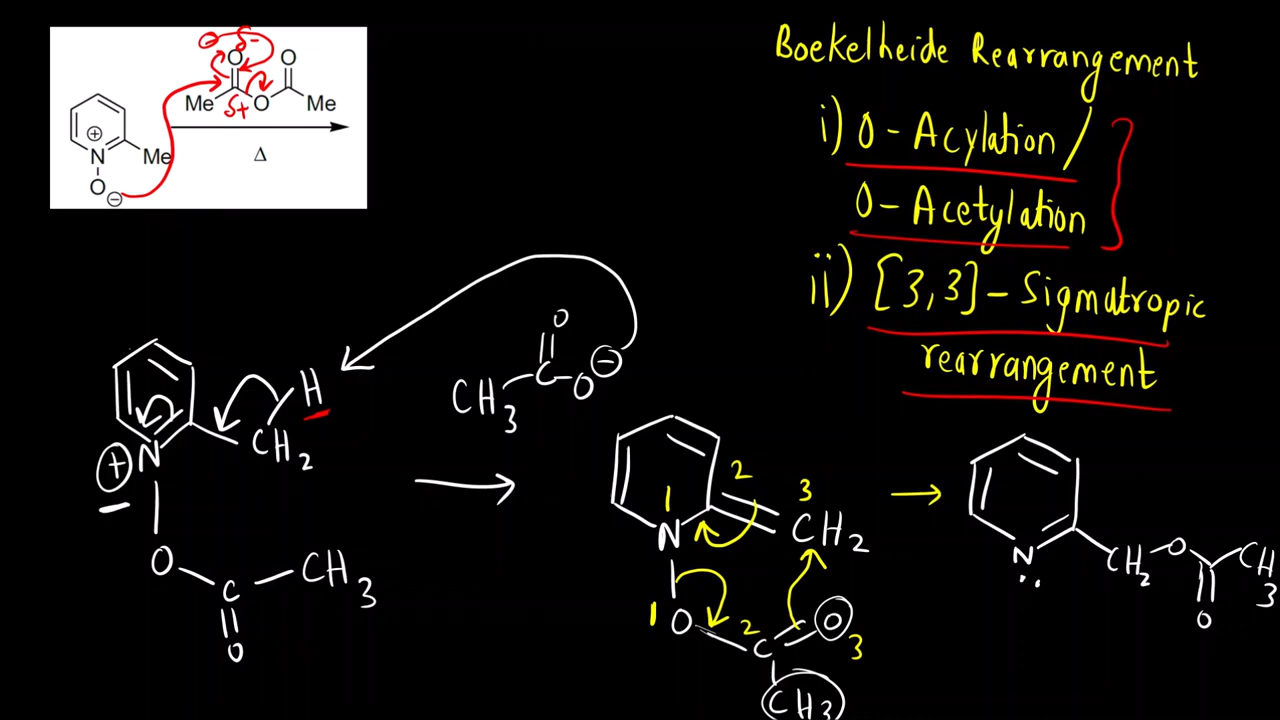 Boekelheide Rearrangement
i) O - Acylation /
O - Acetylation
ii) [3,3] - Sigmatropic
rearrangement
⊖ δ-
O O
Me δ+ O Me
⊕
N Me
O ⊖
Δ
H
CH2
⊕ N
O
C CH3
O
O
CH3 C O ⊖
2 3
1
N CH2
1 O
2 C O 3
CH3
N
CH2 O CH3
O